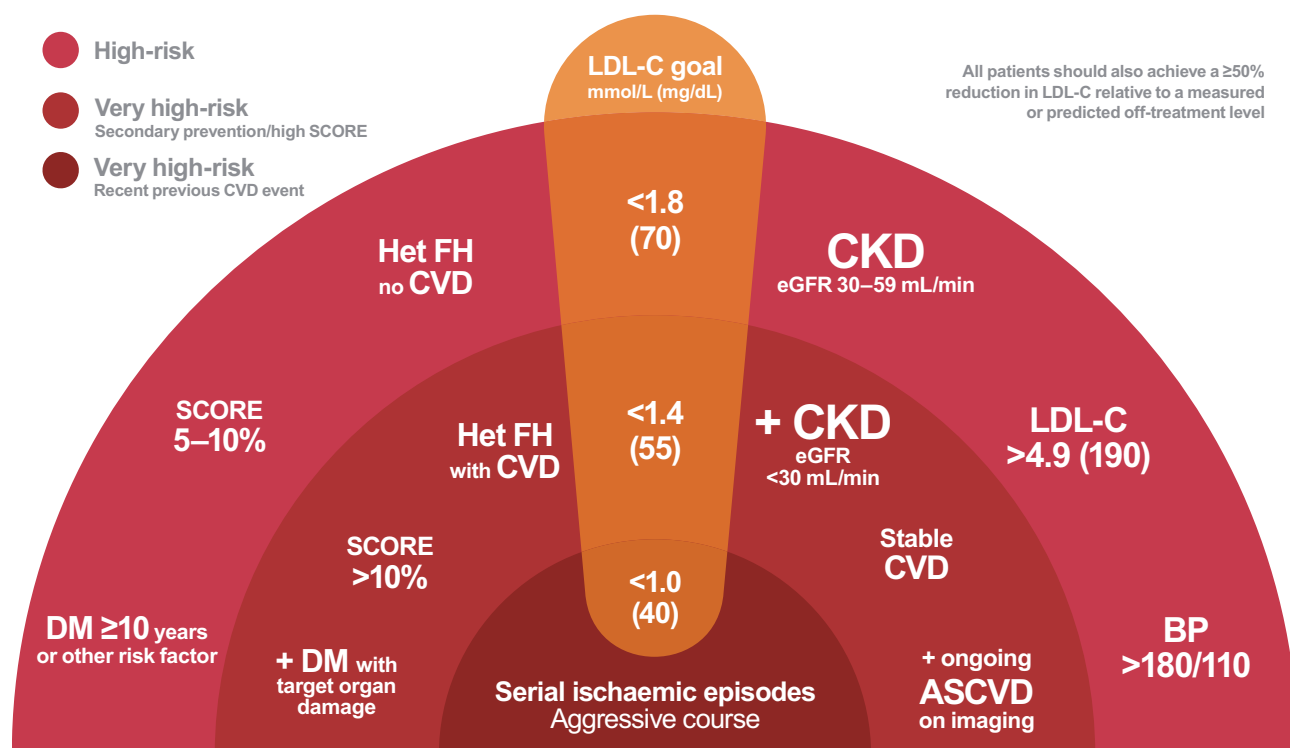 High-risk
Very high-risk
Secondary prevention/high SCORE
Very high-risk
Recent previous CVD event
LDL-C goal
mmol/L (mg/dL)
All patients should also achieve a ≥50%
reduction in LDL-C relative to a measured
or predicted off-treatment level
<1.8
(70)
Het FH
no CVD
CKD
eGFR 30–59 mL/min
SCORE
5–10%
LDL-C
>4.9 (190)
DM ≥10 years
or other risk factor
BP
>180/110
<1.4
(55)
Het FH
with CVD
+ CKD
eGFR
<30 mL/min
SCORE
>10%
Stable
CVD
+ DM with
target organ
damage
+ ongoing
ASCVD
on imaging
<1.0
(40)
Serial ischaemic episodes
Aggressive course